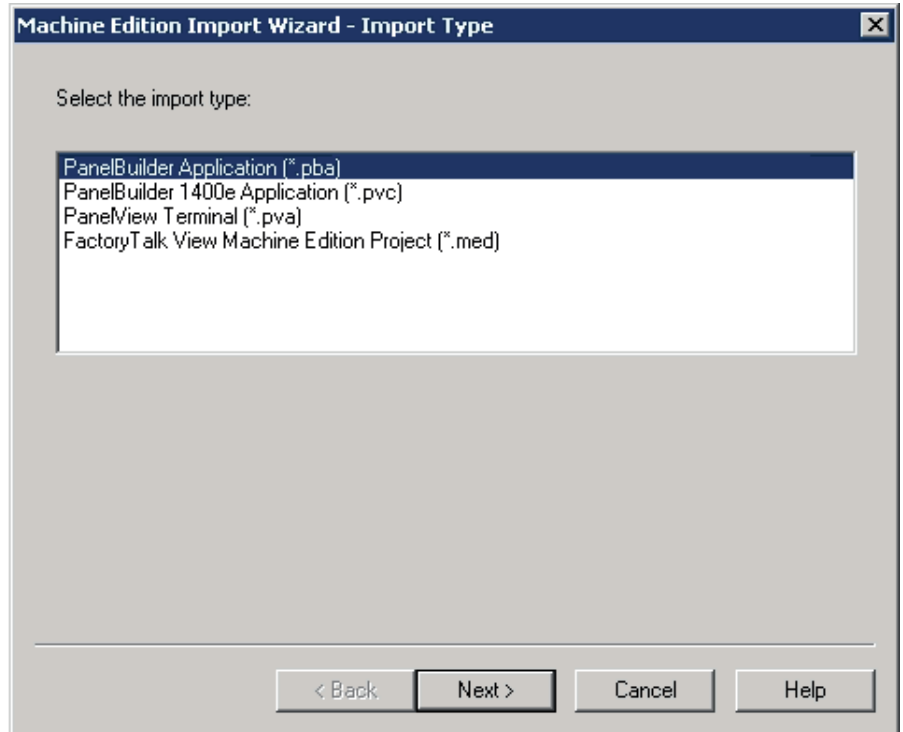 Machine Edition Import Wizard - Import Type
Select the import type:
PanelBuilder Application (*.pba)
PanelBuilder 1400e Application (*.pvc)
PanelView Terminal (*.pva)
FactoryTalk View Machine Edition Project (*.med)
< Back Next > Cancel Help